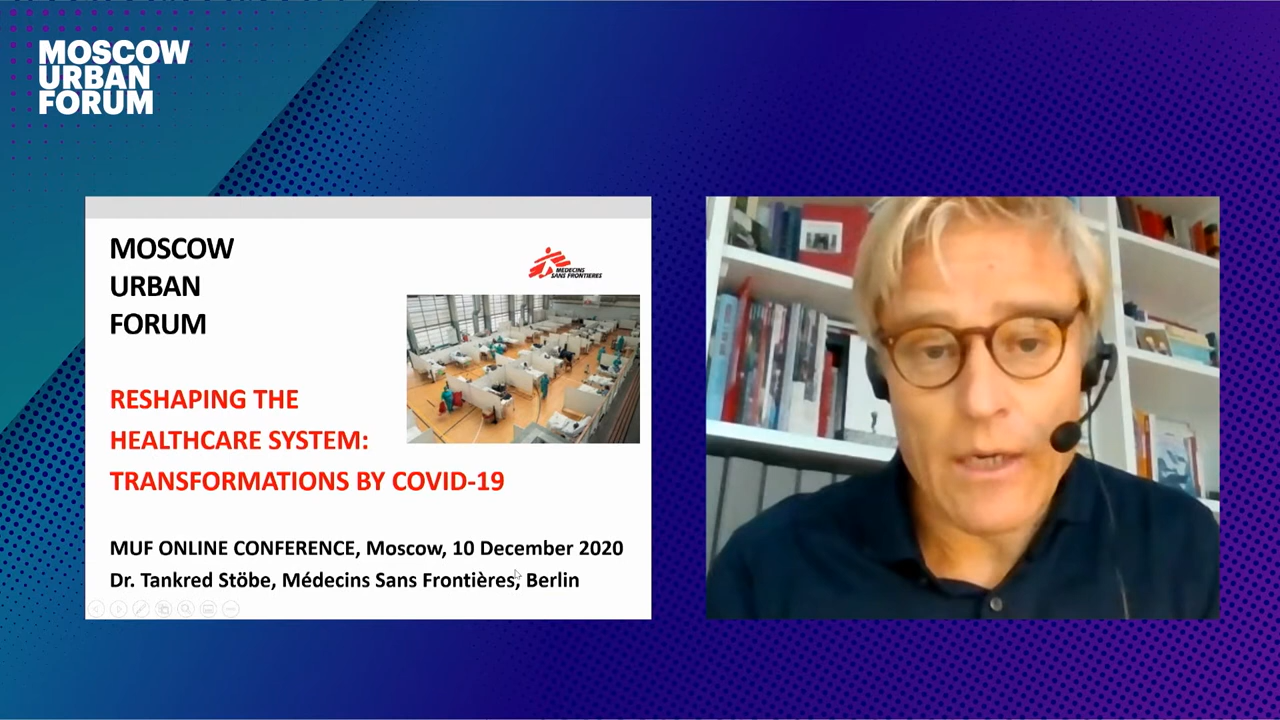 MOSCOW
URBAN
FORUM
MOSCOW
URBAN
FORUM
MEDECINS
SANS FRONTIERES
RESHAPING THE
HEALTHCARE SYSTEM:
TRANSFORMATIONS BY COVID-19
MUF ONLINE CONFERENCE, Moscow, 10 December 2020
Dr. Tankred Stöbe, Médecins Sans Frontières, Berlin